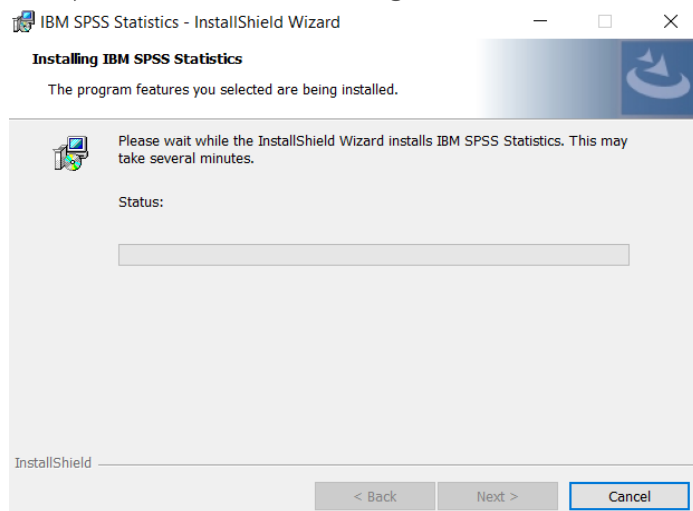 IBM SPSS Statistics - InstallShield Wizard
Installing IBM SPSS Statistics
The program features you selected are being installed.
Please wait while the InstallShield Wizard installs IBM SPSS Statistics. This may
take several minutes.
Status:
InstallShield
< Back Next > Cancel